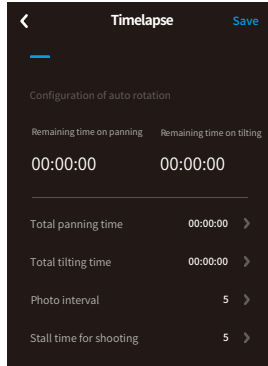 Timelapse Save
Configuration of auto rotation
Remaining time on panning Remaining time on tilting
00:00:00 00:00:00
Total panning time 00:00:00
Total tilting time 00:00:00
Photo interval 5
Stall time for shooting 5